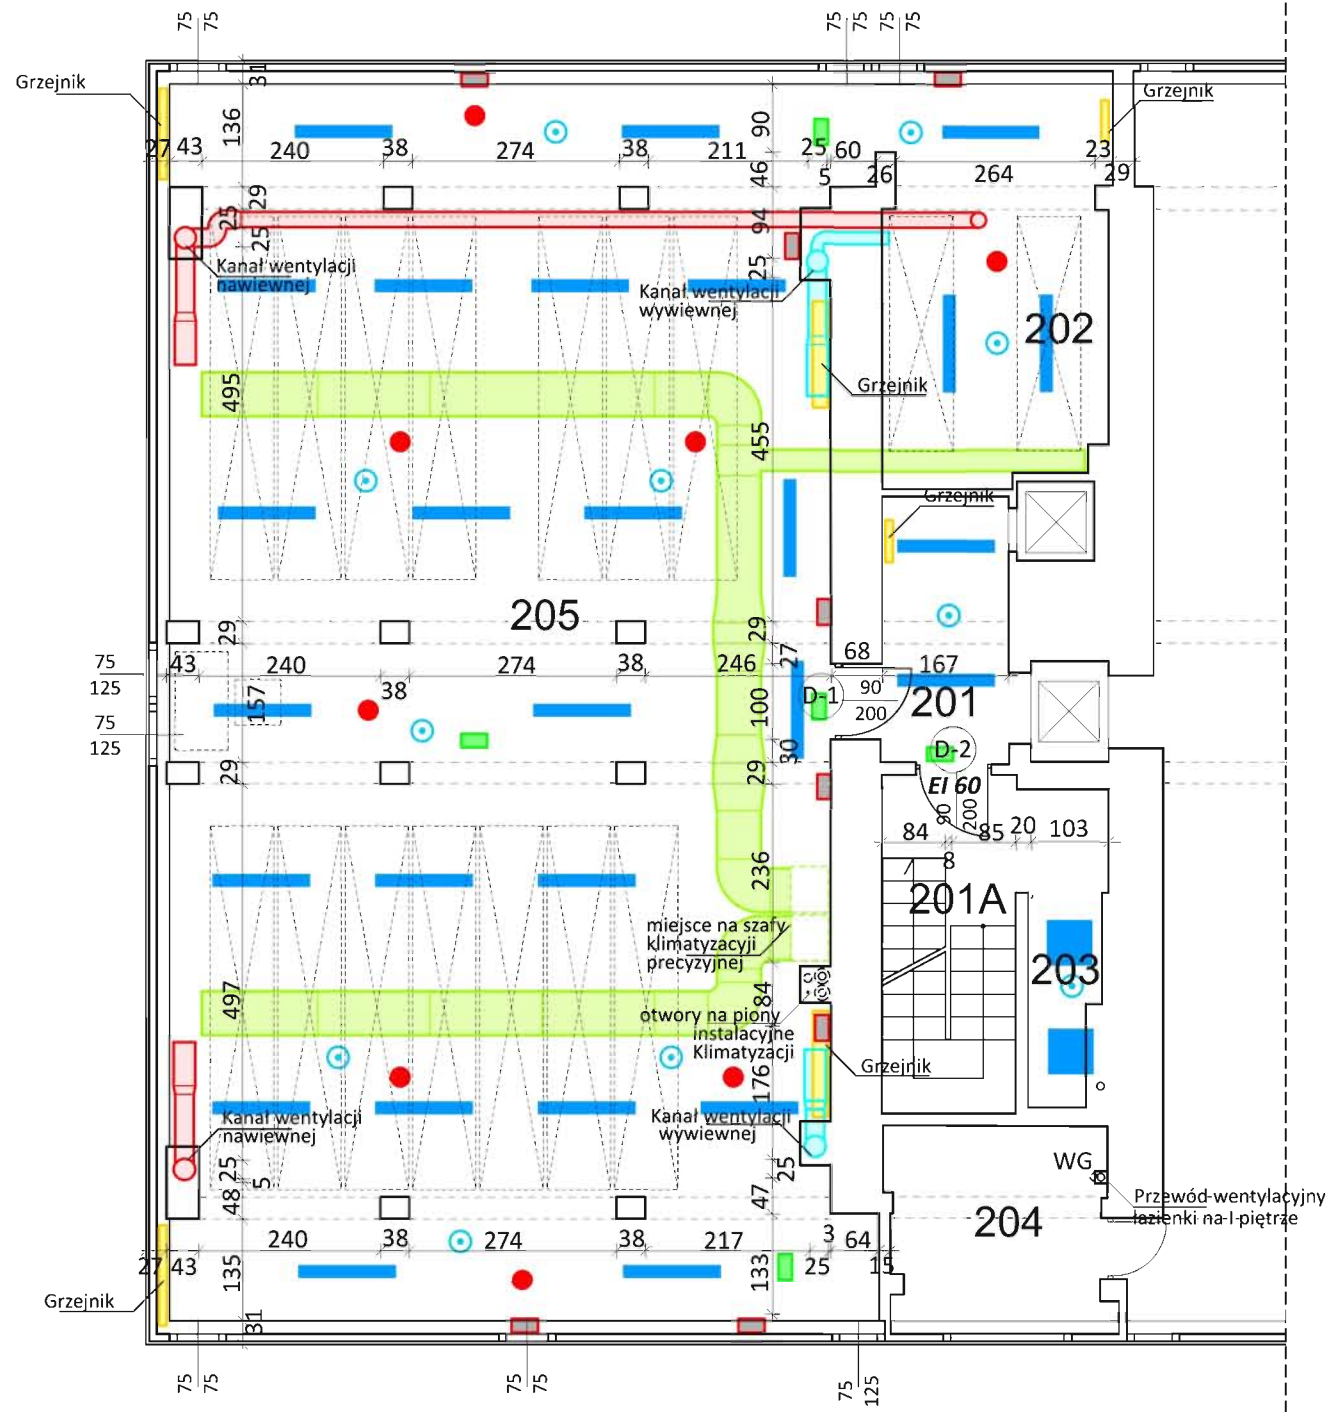 75 75
75 75
75 75
Grzejnik
31
136
90
Grzejnik
27 43 240 38 274 38 211 25 60 23
5 26 264 29
29
46
25
25
94
25
Kanał wentylacji
nawiewnej
Kanał wentylacji
wywiewnej
202
Grzejnik
495
455
Grzejnik
205
29
29
27
75
125
43 240 38 274 38 246 68 167
38
157
100
D-1
90
200
201
75
125
D-2
30
29
29
EI 60
90
200
84 85 20 103
8
236
201A
miejsce na szafy
klimatyzacyji
precyzyjnej
203
497
84
otwory na piony
instalacyjne
Klimatyzacji
Grzejnik
176
Kanał wentylacji
nawiewnej
Kanał wentylacji
wywiewnej
25
5
48
25
47
WG
Przewód wentylacyjny
łazienki na I piętrze
204
240 38 274 38 217 3 64
27 43 25 15
135
133
Grzejnik
31
75 75
75 75
75 125